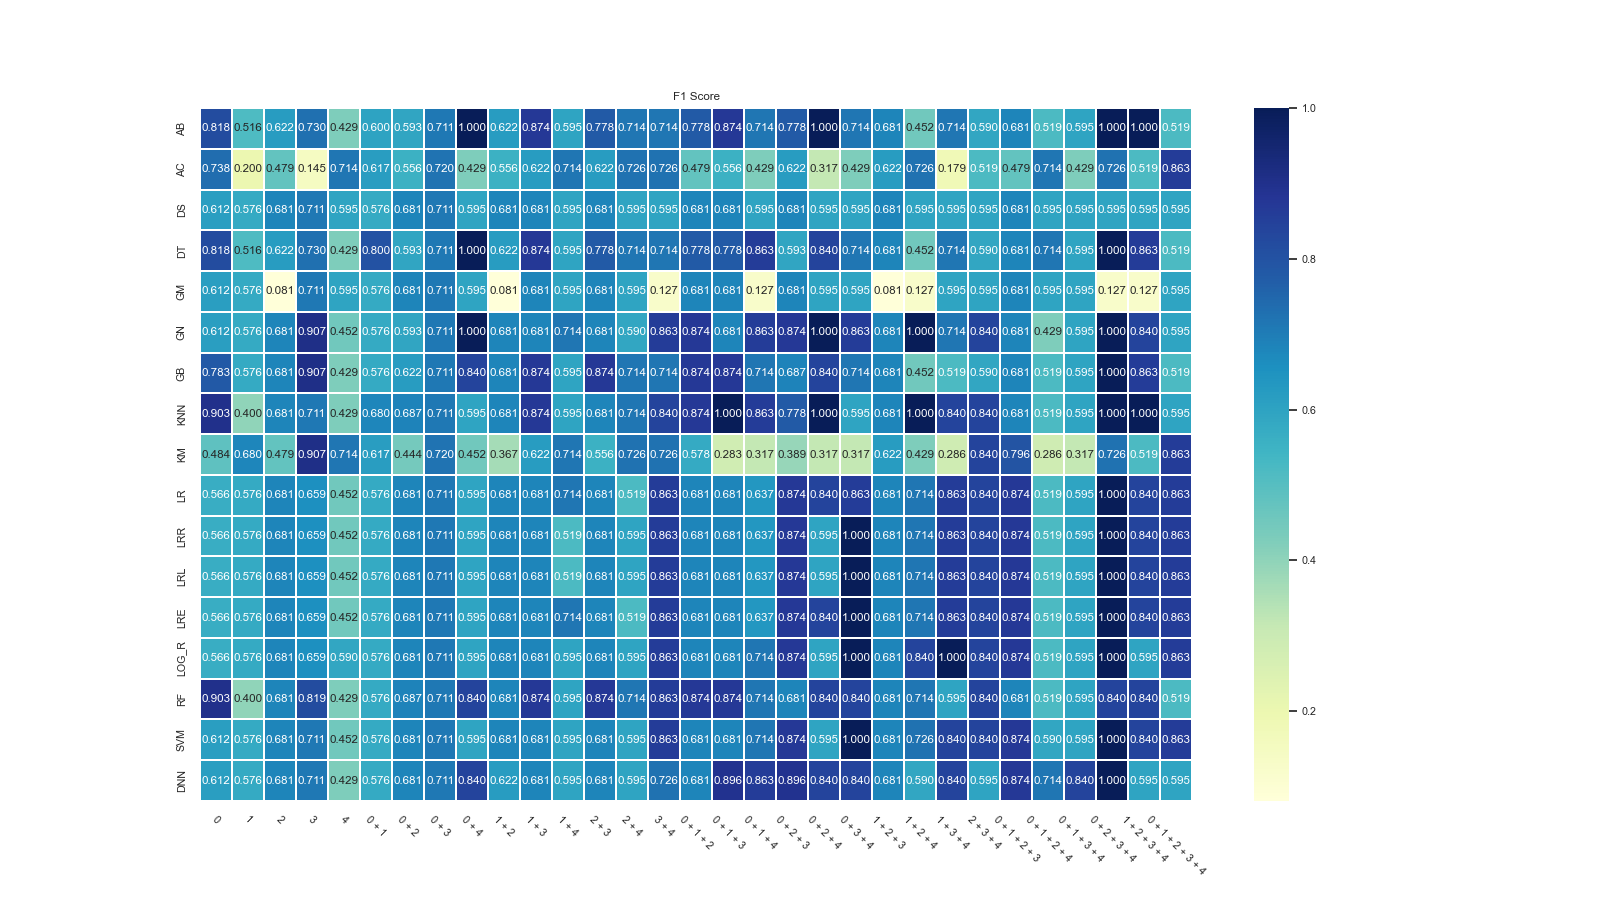 F1 Score
AB 0.818 0.516 0.622 0.730 0.429 0.600 0.593 0.711 1.000 0.622 0.874 0.595 0.778 0.714 0.714 0.778 0.874 0.714 0.778 1.000 0.714 0.681 0.452 0.714 0.590 0.681 0.519 0.595 1.000 1.000 0.519
AC 0.738 0.200 0.479 0.145 0.714 0.617 0.556 0.720 0.429 0.556 0.622 0.714 0.622 0.726 0.726 0.479 0.556 0.429 0.622 0.317 0.429 0.622 0.726 0.179 0.519 0.479 0.714 0.429 0.726 0.519 0.863
DS 0.612 0.576 0.681 0.711 0.595 0.576 0.681 0.711 0.595 0.681 0.681 0.595 0.681 0.595 0.595 0.681 0.681 0.595 0.681 0.595 0.595 0.681 0.595 0.595 0.595 0.681 0.595 0.595 0.595 0.595 0.595
DT 0.818 0.516 0.622 0.730 0.429 0.800 0.593 0.711 1.000 0.622 0.874 0.595 0.778 0.714 0.714 0.778 0.778 0.863 0.593 0.840 0.714 0.681 0.452 0.714 0.590 0.681 0.714 0.595 1.000 0.863 0.519
GM 0.612 0.576 0.081 0.711 0.595 0.576 0.681 0.711 0.595 0.081 0.681 0.595 0.681 0.595 0.127 0.681 0.681 0.127 0.681 0.595 0.595 0.081 0.127 0.595 0.595 0.681 0.595 0.595 0.127 0.127 0.595
GN 0.612 0.576 0.681 0.907 0.452 0.576 0.593 0.711 1.000 0.681 0.681 0.714 0.681 0.590 0.863 0.874 0.681 0.863 0.874 1.000 0.863 0.681 1.000 0.714 0.840 0.681 0.429 0.595 1.000 0.840 0.595
GB 0.783 0.576 0.681 0.907 0.429 0.576 0.622 0.711 0.840 0.681 0.874 0.595 0.874 0.714 0.714 0.874 0.874 0.714 0.687 0.840 0.714 0.681 0.452 0.519 0.590 0.681 0.519 0.595 1.000 0.863 0.519
KNN 0.903 0.400 0.681 0.711 0.429 0.680 0.687 0.711 0.595 0.681 0.874 0.595 0.681 0.714 0.840 0.874 1.000 0.863 0.778 1.000 0.595 0.681 1.000 0.840 0.840 0.681 0.519 0.595 1.000 1.000 0.595
KM 0.484 0.680 0.479 0.907 0.714 0.617 0.444 0.720 0.452 0.367 0.622 0.714 0.556 0.726 0.726 0.578 0.283 0.317 0.389 0.317 0.317 0.622 0.429 0.286 0.840 0.796 0.286 0.317 0.726 0.519 0.863
LR 0.566 0.576 0.681 0.659 0.452 0.576 0.681 0.711 0.595 0.681 0.681 0.714 0.681 0.519 0.863 0.681 0.681 0.637 0.874 0.840 0.863 0.681 0.714 0.863 0.840 0.874 0.519 0.595 1.000 0.840 0.863
LRR 0.566 0.576 0.681 0.659 0.452 0.576 0.681 0.711 0.595 0.681 0.681 0.519 0.681 0.595 0.863 0.681 0.681 0.637 0.874 0.595 1.000 0.681 0.714 0.863 0.840 0.874 0.519 0.595 1.000 0.840 0.863
LRL 0.566 0.576 0.681 0.659 0.452 0.576 0.681 0.711 0.595 0.681 0.681 0.519 0.681 0.595 0.863 0.681 0.681 0.637 0.874 0.595 1.000 0.681 0.714 0.863 0.840 0.874 0.519 0.595 1.000 0.840 0.863
LRE 0.566 0.576 0.681 0.659 0.452 0.576 0.681 0.711 0.595 0.681 0.681 0.714 0.681 0.519 0.863 0.681 0.681 0.637 0.874 0.840 1.000 0.681 0.714 0.863 0.840 0.874 0.519 0.595 1.000 0.840 0.863
LOG_R 0.566 0.576 0.681 0.659 0.590 0.576 0.681 0.711 0.595 0.681 0.681 0.595 0.681 0.595 0.863 0.681 0.681 0.714 0.874 0.595 1.000 0.681 0.840 1.000 0.840 0.874 0.519 0.595 1.000 0.595 0.863
RF 0.903 0.400 0.681 0.819 0.429 0.576 0.687 0.711 0.840 0.681 0.874 0.595 0.874 0.714 0.863 0.874 0.874 0.714 0.681 0.840 0.840 0.681 0.714 0.595 0.840 0.681 0.519 0.595 0.840 0.840 0.519
SVM 0.612 0.576 0.681 0.711 0.452 0.576 0.681 0.711 0.595 0.681 0.681 0.595 0.681 0.595 0.863 0.681 0.681 0.714 0.874 0.595 1.000 0.681 0.726 0.840 0.840 0.874 0.590 0.595 1.000 0.840 0.863
DNN 0.612 0.576 0.681 0.711 0.429 0.576 0.681 0.711 0.840 0.622 0.681 0.595 0.681 0.595 0.726 0.681 0.896 0.863 0.896 0.840 0.840 0.681 0.590 0.840 0.595 0.874 0.714 0.840 1.000 0.595 0.595
0
1
2
3
4
0 + 1
0 + 2
0 + 3
0 + 4
1 + 2
1 + 3
1 + 4
2 + 3
2 + 4
3 + 4
0 + 1 + 2
0 + 1 + 3
0 + 1 + 4
0 + 2 + 3
0 + 2 + 4
0 + 3 + 4
1 + 2 + 3
1 + 2 + 4
1 + 3 + 4
2 + 3 + 4
0 + 1 + 2 + 3
0 + 1 + 2 + 4
0 + 1 + 3 + 4
0 + 2 + 3 + 4
1 + 2 + 3 + 4
0 + 1 + 2 + 3 + 4
1.0
0.8
0.6
0.4
0.2